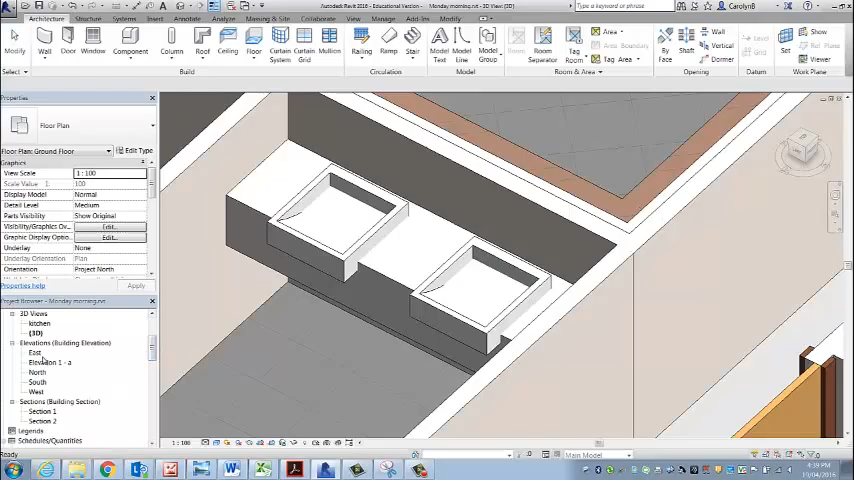 Autodesk Revit 2016 - Educational Version - Monday morning.rvt - 3D View: {3D}
Type a keyword or phrase
CarolynB
Architecture Structure Systems Insert Annotate Analyze Massing & Site Collaborate View Manage Add-Ins Modify
Modify Wall Door Window Component Column Roof Ceiling Floor Curtain System Curtain Grid Mullion Railing Ramp Stair Model Text Model Line Model Group Room Room Separator Tag Room Area Area Boundary Tag Area By Face Shaft Wall Vertical Dormer Level Grid Set Show Ref Plane Viewer
Select Build Circulation Model Room & Area Opening Datum Work Plane
Properties
Floor Plan
Floor Plan: Ground Floor Edit Type
Graphics
View Scale 1 : 100
Scale Value 1: 100
Display Model Normal
Detail Level Medium
Parts Visibility Show Original
Visibility/Graphics Ov... Edit...
Graphic Display Optio... Edit...
Underlay None
Underlay Orientation Plan
Orientation Project North
Properties help Apply
Project Browser - Monday morning.rvt
3D Views
kitchen
{3D}
Elevations (Building Elevation)
East
Elevation 1 - a
North
South
West
Sections (Building Section)
Section 1
Section 2
Legends
Schedules/Quantities
1 : 100
Ready
:0
Main Model
4:39 PM
19/04/2016